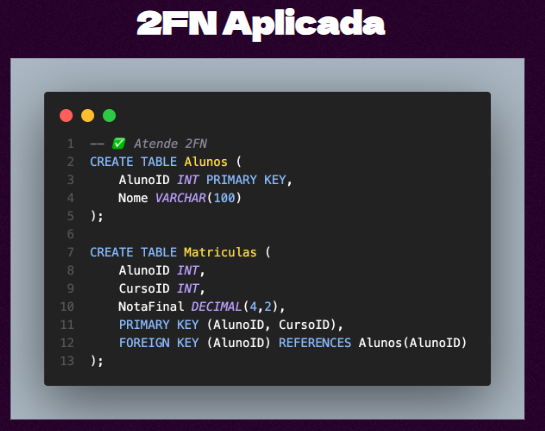 2FN Aplicada
1 -- ✅ Atende 2FN
2 CREATE TABLE Alunos (
3     AlunoID INT PRIMARY KEY,
4     Nome VARCHAR(100)
5 );
6
7 CREATE TABLE Matriculas (
8     AlunoID INT,
9     CursoID INT,
10     NotaFinal DECIMAL(4,2),
11     PRIMARY KEY (AlunoID, CursoID),
12     FOREIGN KEY (AlunoID) REFERENCES Alunos(AlunoID)
13 );